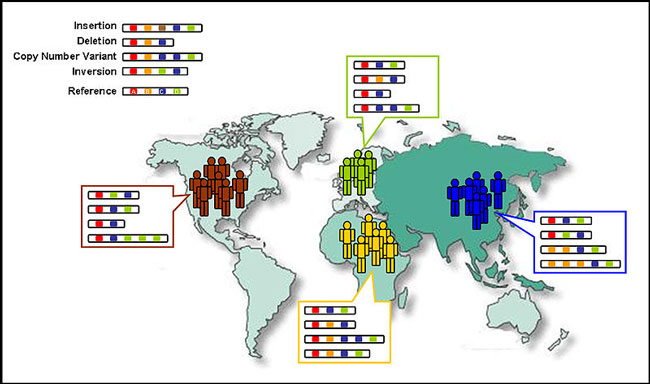 Insertion
Deletion
Copy Number Variant
Inversion
Reference A B C D